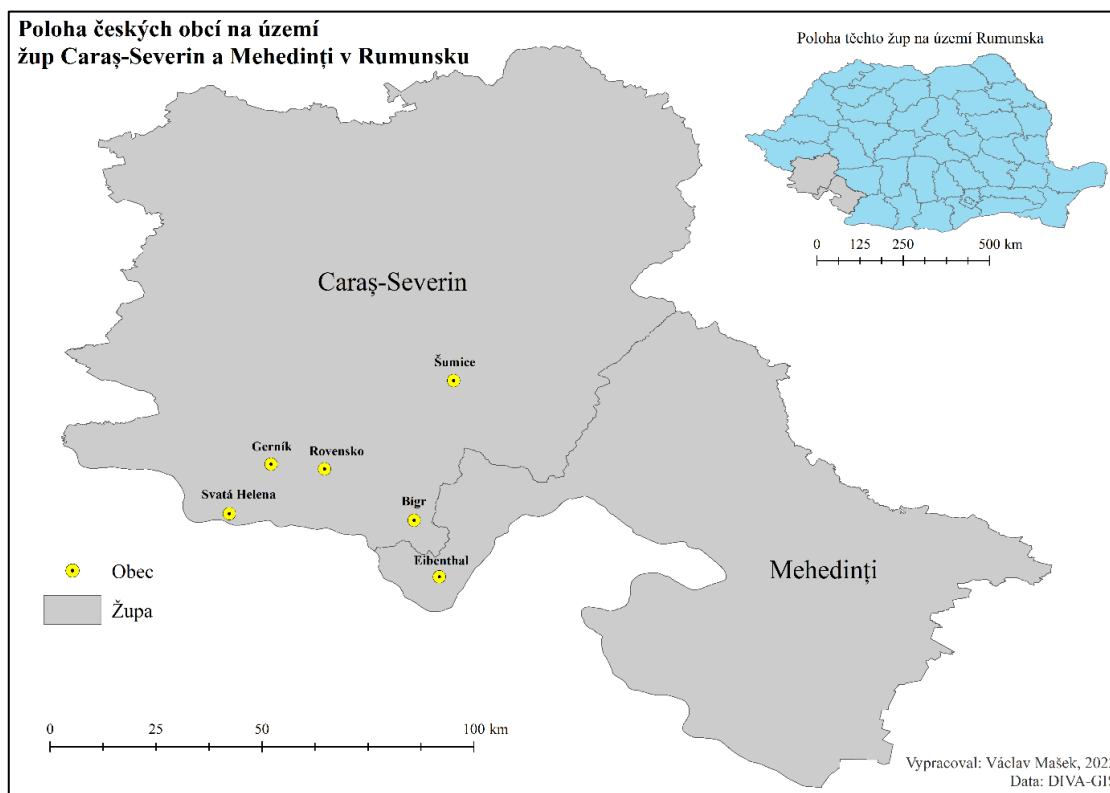 Poloha českých obcí na území
žup Caraș-Severin a Mehedinți v Rumunsku
Poloha těchto žup na území Rumunska
0 125 250 500 km
Caraș-Severin
Šumice
Gerník
Rovensko
Svatá Helena
Bígr
Eibenthal
Mehedinți
Obec
Župa
0 25 50 100 km
Vypracoval: Václav Mašek,
Data: DIVA-GIS